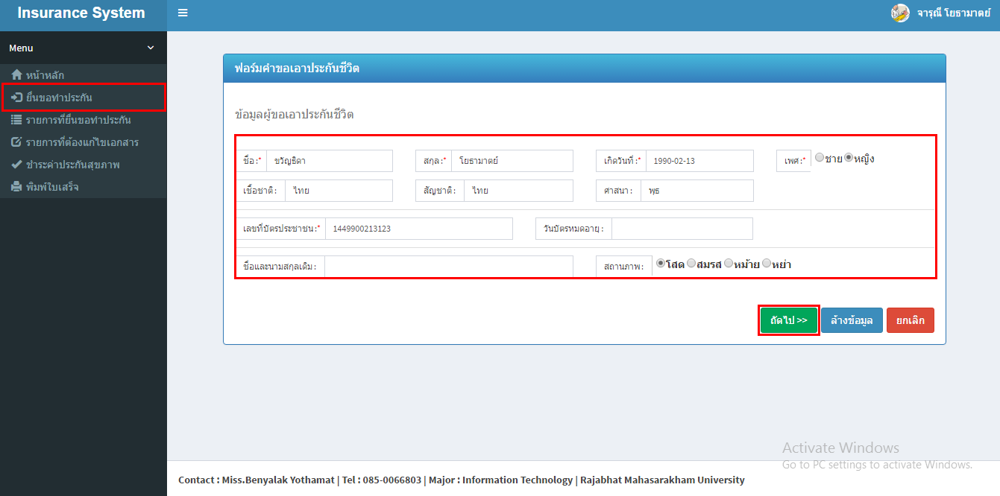 Insurance System
จารุณี โยธามาตย์
Menu
หน้าหลัก
ยื่นขอทำประกัน
รายการที่ยื่นขอทำประกัน
รายการที่ต้องแก้ไขเอกสาร
ชำระค่าประกันสุขภาพ
พิมพ์ใบเสร็จ
ฟอร์มคำขอเอาประกันชีวิต
ข้อมูลผู้ขอเอาประกันชีวิต
ชื่อ:* ขวัญธิดา สกุล:* โยธามาตย์ เกิดวันที่:* 1990-02-13 เพศ:* ชาย หญิง
เชื้อชาติ: ไทย สัญชาติ: ไทย ศาสนา: พุธ
เลขที่บัตรประชาชน:* 1449900213123 วันบัตรหมดอายุ:
ชื่อและนามสกุลเดิม: สถานภาพ: โสด สมรส หม้าย หย่า
ถัดไป >> ล้างข้อมูล ยกเลิก
Activate Windows
Go to PC settings to activate Windows.
Contact : Miss.Benyalak Yothamat | Tel : 085-0066803 | Major : Information Technology | Rajabhat Mahasarakham University